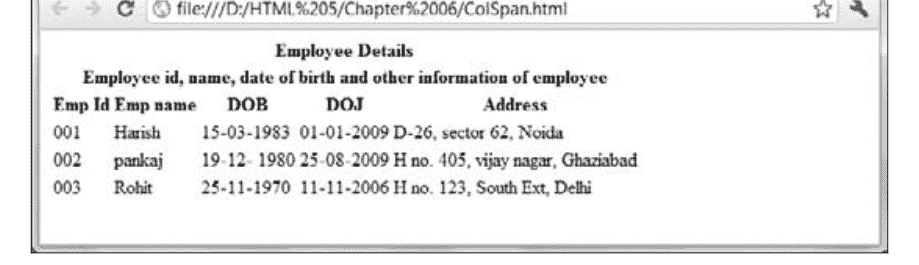 file:///D:/HTML%205/Chapter%2006/ColSpan.html
Employee Details
Employee id, name, date of birth and other information of employee
Emp Id Emp name DOB DOJ Address
001 Harish 15-03-1983 01-01-2009 D-26, sector 62, Noida
002 pankaj 19-12- 1980 25-08-2009 H no. 405, vijay nagar, Ghaziabad
003 Rohit 25-11-1970 11-11-2006 H no. 123, South Ext, Delhi